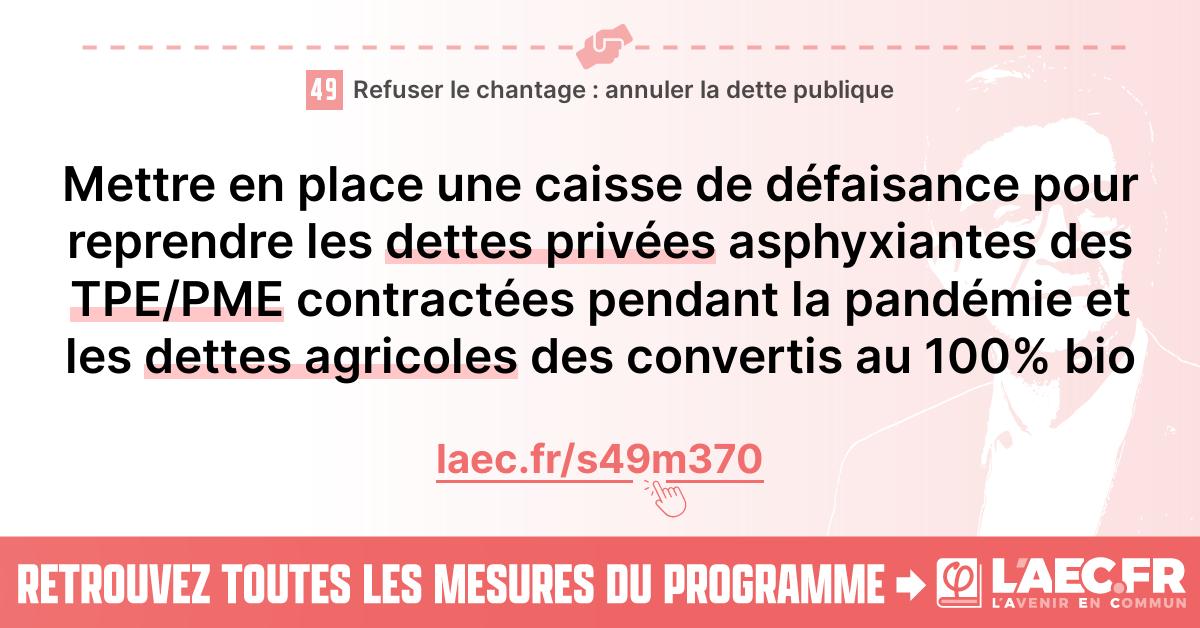 49 Refuser le chantage : annuler la dette publique
Mettre en place une caisse de défaisance pour
reprendre les dettes privées asphyxiantes des
TPE/PME contractées pendant la pandémie et
les dettes agricoles des convertis au 100% bio
laec.fr/s49m370
RETROUVEZ TOUTES LES MESURES DU PROGRAMME ➡ φ L'AEC.FR
L'AVENIR EN COMMUN